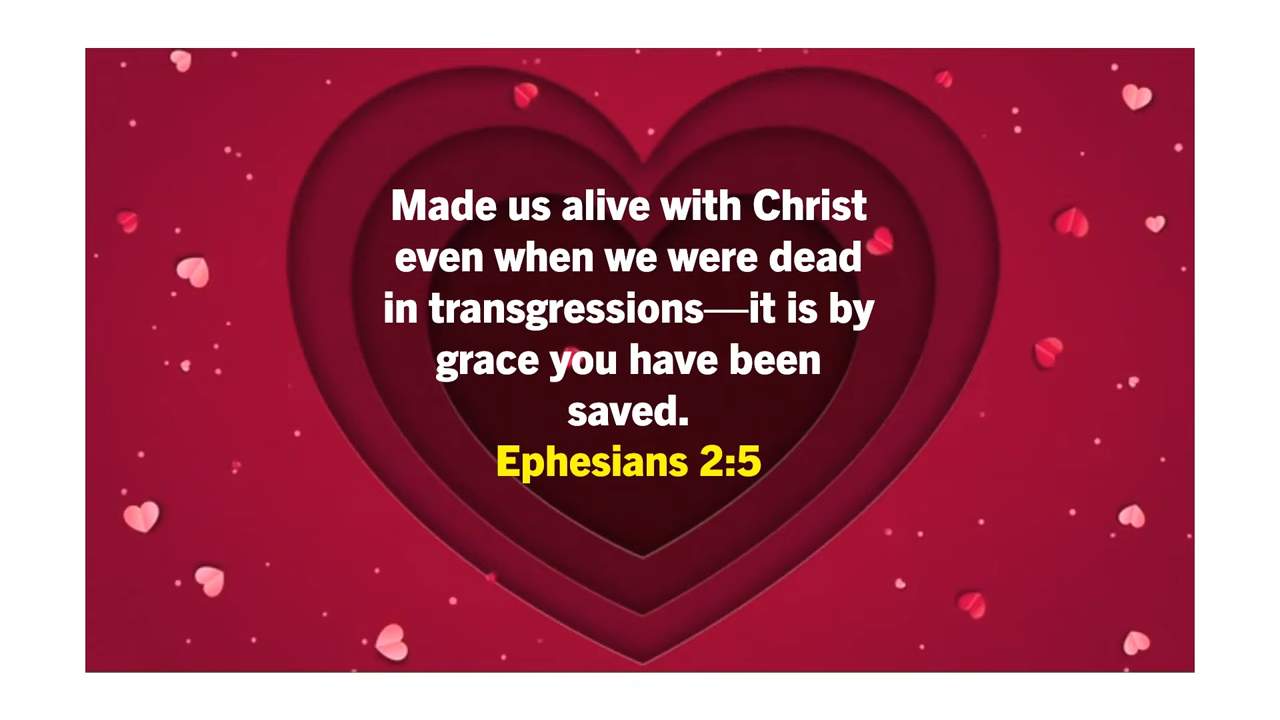 Made us alive with Christ
even when we were dead
in transgressions—it is by
grace you have been
saved.
Ephesians 2:5